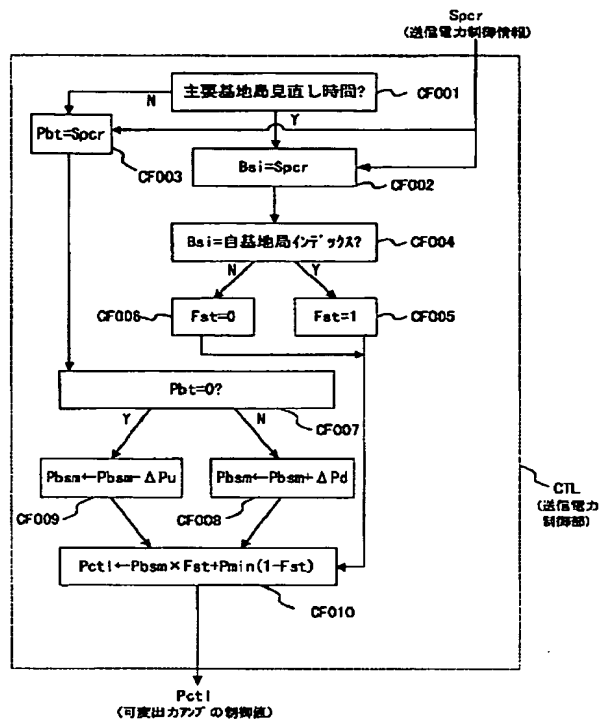 Spcr
(送信電力制御情報)
主要基地局見直し時間?
CF001
N
Y
Pbt=Spcr
CF003
Bsi=Spcr
CF002
Bsi=自基地局インデックス?
CF004
N
Y
CF006
Fst=0
Fst=1
CF005
Pbt=0?
CF007
Y
N
Pbsm←Pbsm−ΔPu
Pbsm←Pbsm+ΔPd
CF009
CF008
CTL
(送信電力
制御部)
Pctl←Pbsm×Fst+Pmin(1-Fst)
CF010
Pctl
(可変出力アンプの制御値)